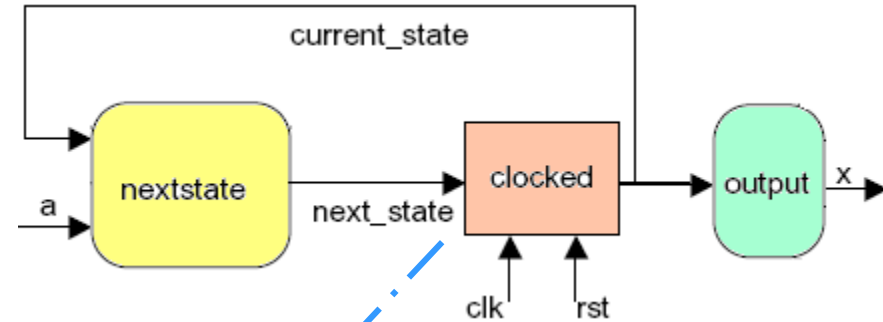 current_state
nextstate
a
next_state
clocked
clk
rst
output
x